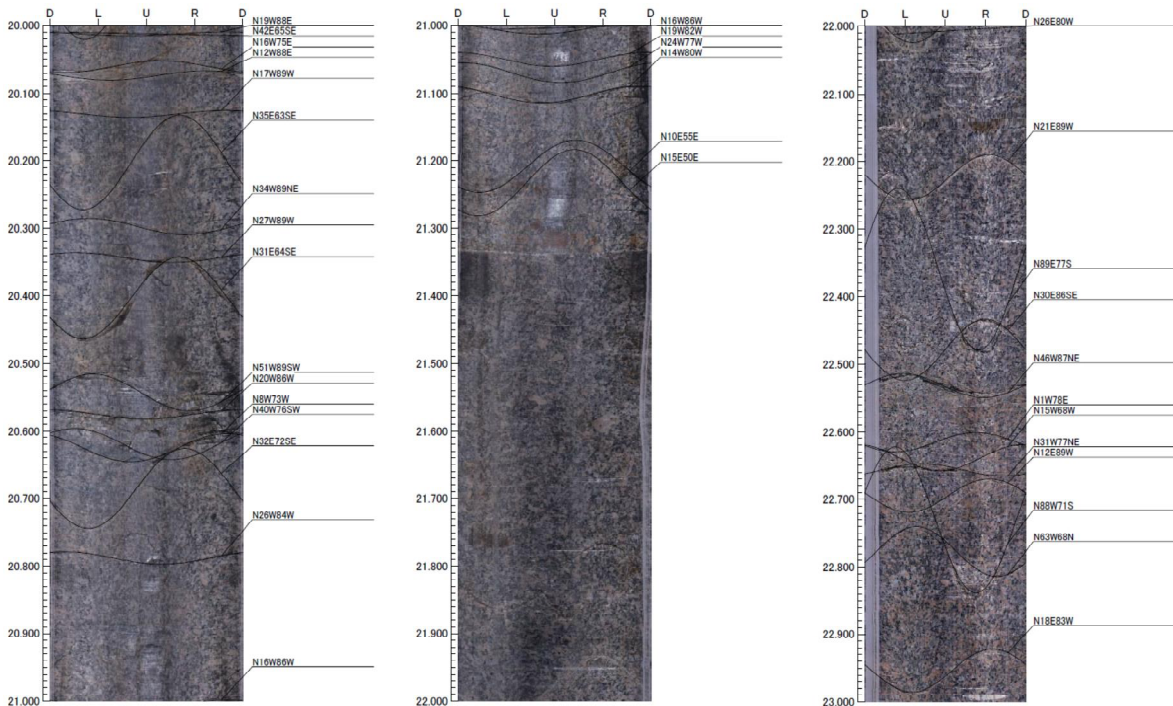 D L U R D
20.000
20.100
20.200
20.300
20.400
20.500
20.600
20.700
20.800
20.900
21.000
N19W88E
N42E65SE
N16W75E
N12W88E
N17W89W
N35E63SE
N34W89NE
N27W89W
N31E64SE
N51W89SW
N20W86W
N8W73W
N40W76SW
N32E72SE
N26W84W
N16W86W
D L U R D
21.000
21.100
21.200
21.300
21.400
21.500
21.600
21.700
21.800
21.900
22.000
N16W86W
N19W82W
N24W77W
N14W80W
N10E55E
N15E50E
D L U R D
22.000
22.100
22.200
22.300
22.400
22.500
22.600
22.700
22.800
22.900
23.000
N26E80W
N21E89W
N89E77S
N30E86SE
N46W87NE
N1W78E
N15W68W
N31W77NE
N12E89W
N88W71S
N63W68N
N18E83W